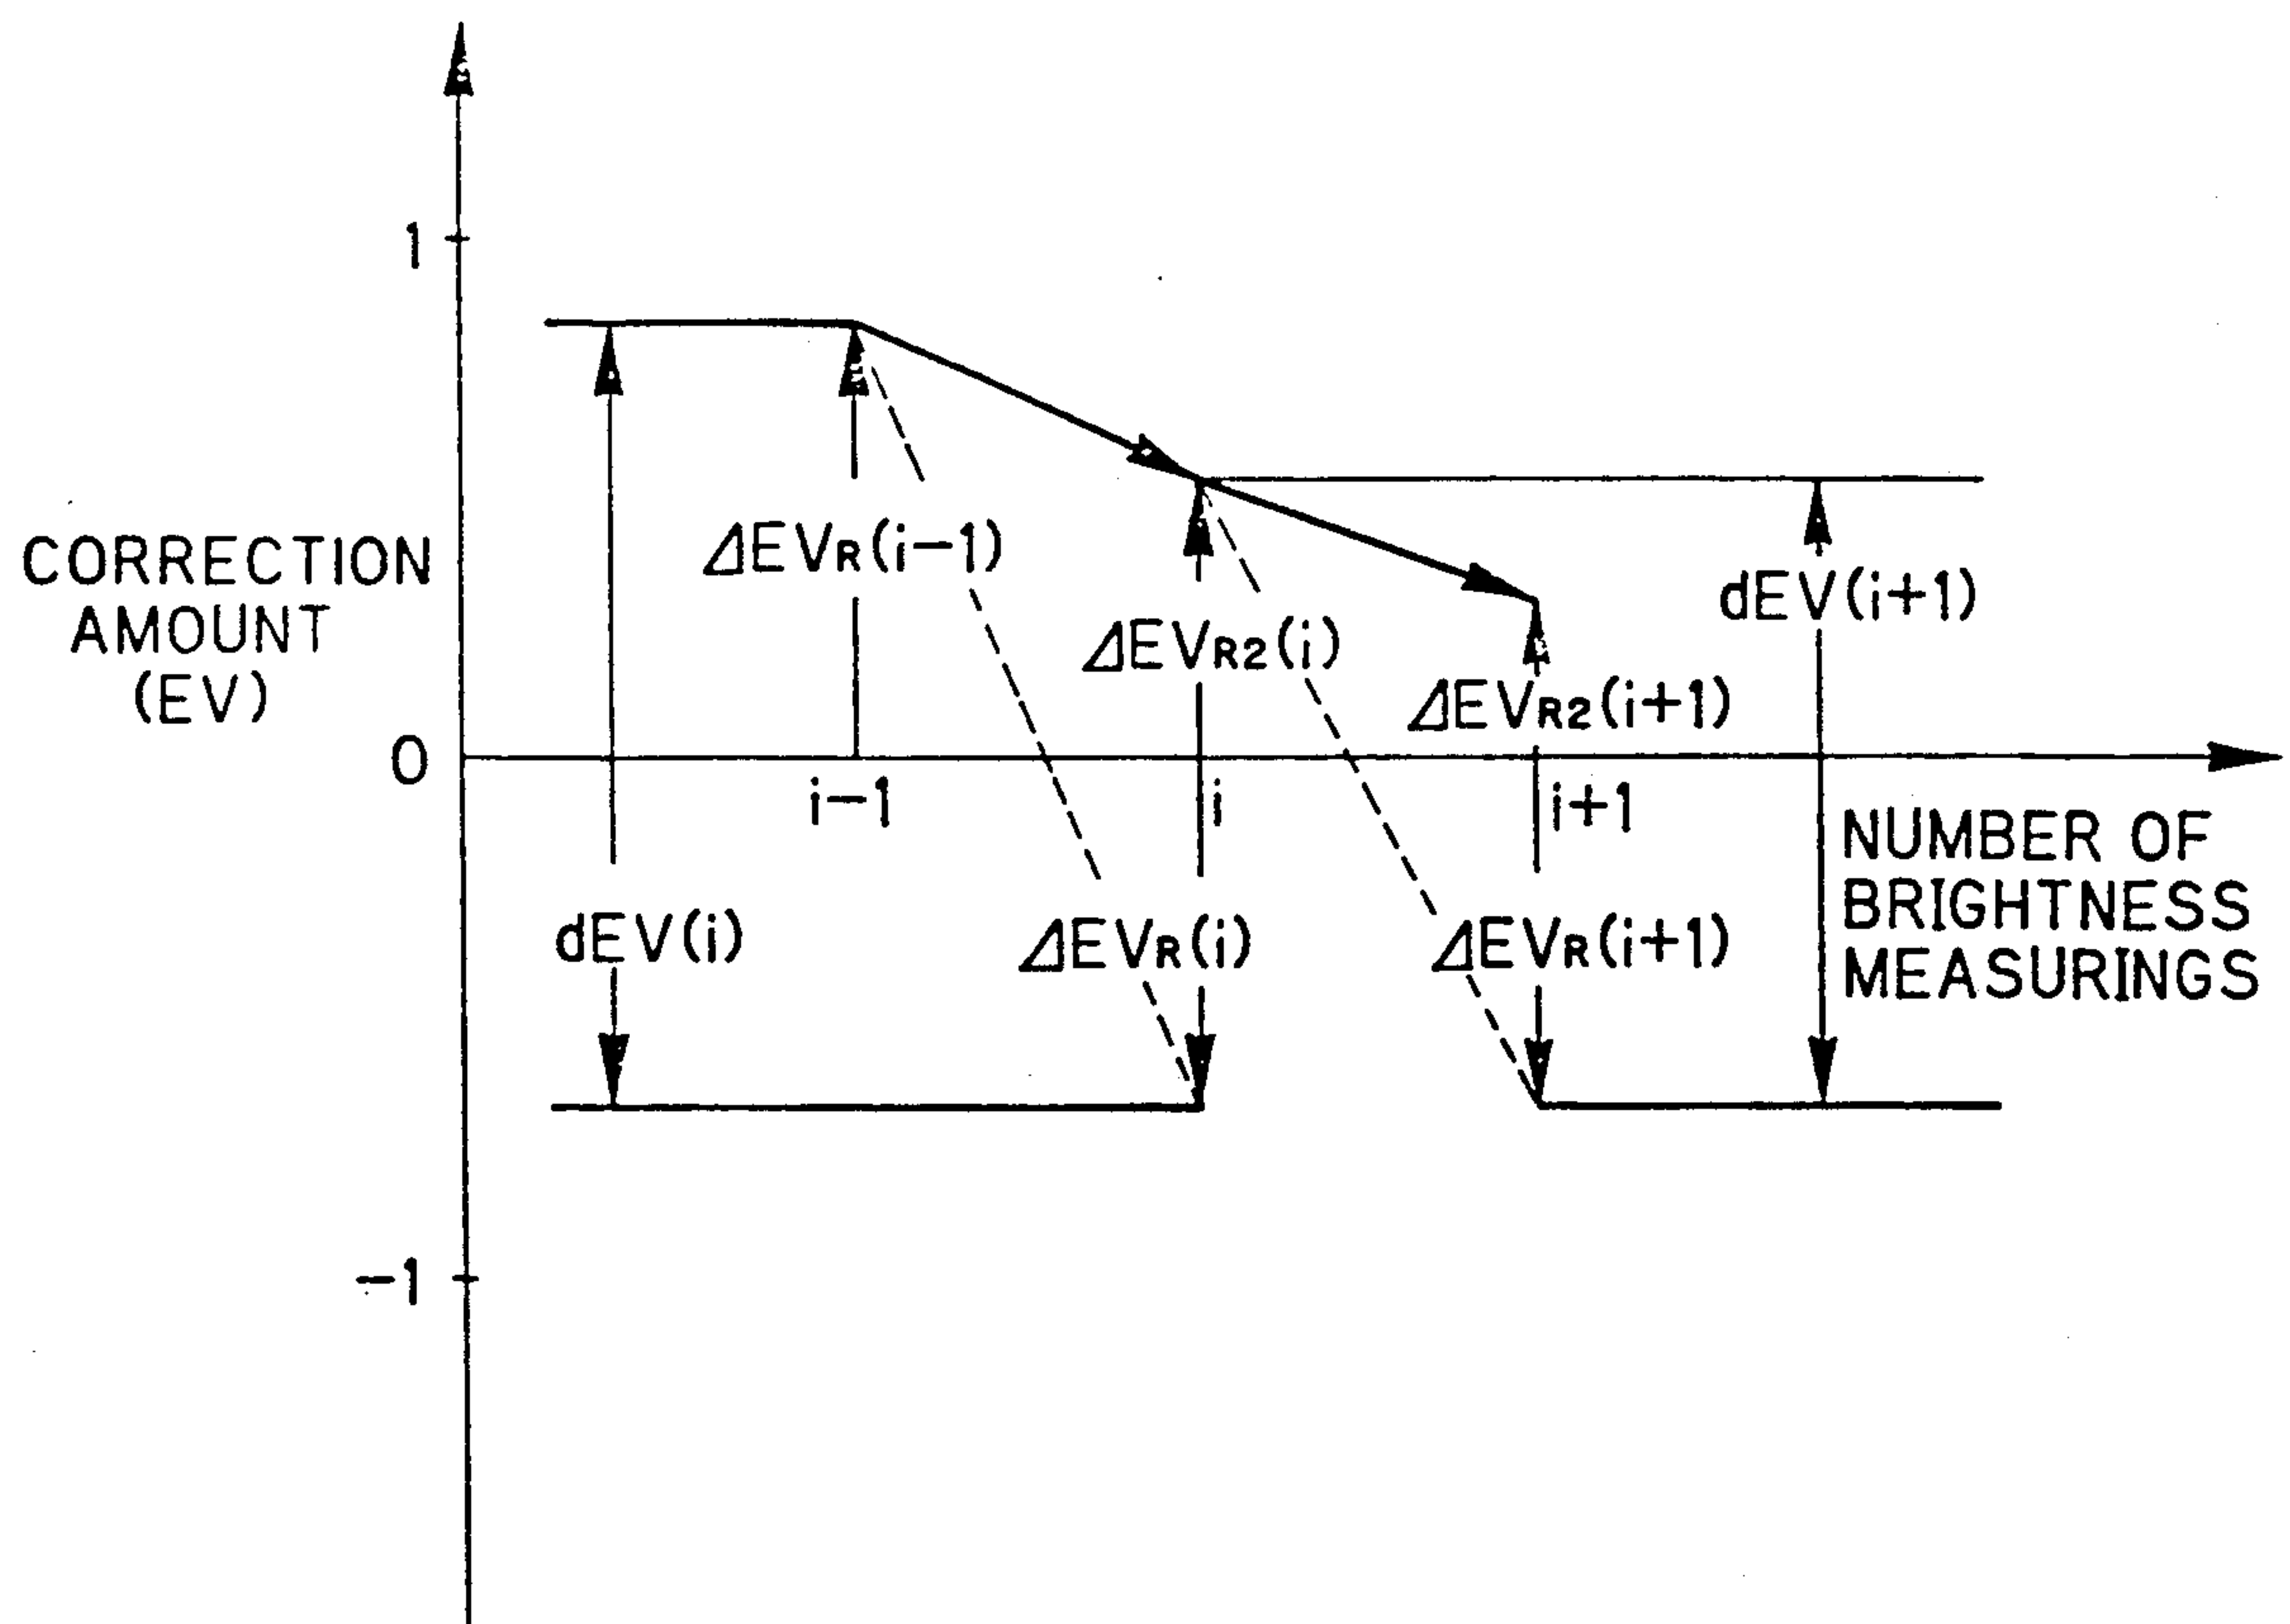 1
CORRECTION
AMOUNT
(EV)
0
-1
ΔEVR(i-1)
ΔEVR2(i)
ΔEVR2(i+1)
dEV(i+1)
i-1
i
i+1
NUMBER OF
BRIGHTNESS
MEASURINGS
dEV(i)
ΔEVR(i)
ΔEVR(i+1)